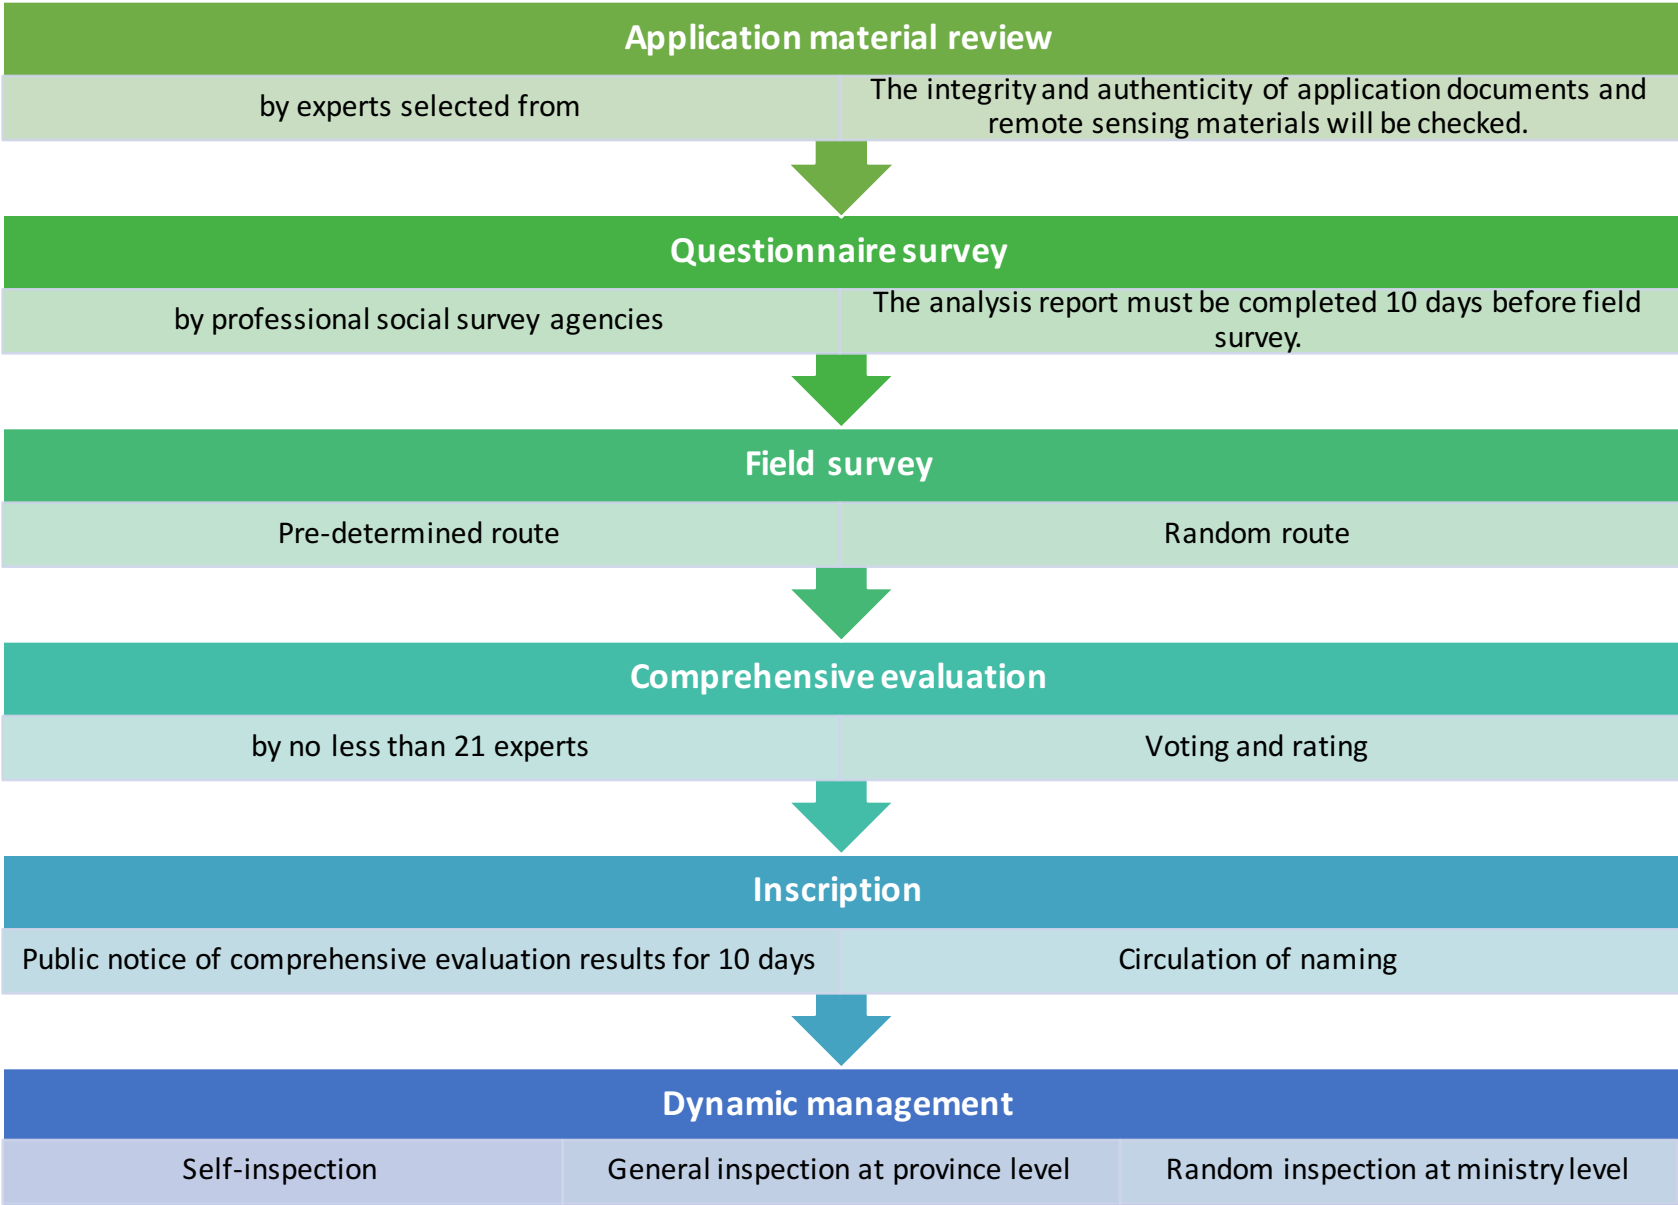 Application material review
by experts selected from
The integrity and authenticity of application documents and
remote sensing materials will be checked.
Questionnaire survey
by professional social survey agencies
The analysis report must be completed 10 days before field
survey.
Field survey
Pre-determined route
Random route
Comprehensive evaluation
by no less than 21 experts
Voting and rating
Inscription
Public notice of comprehensive evaluation results for 10 days
Circulation of naming
Dynamic management
Self-inspection
General inspection at province level
Random inspection at ministry level